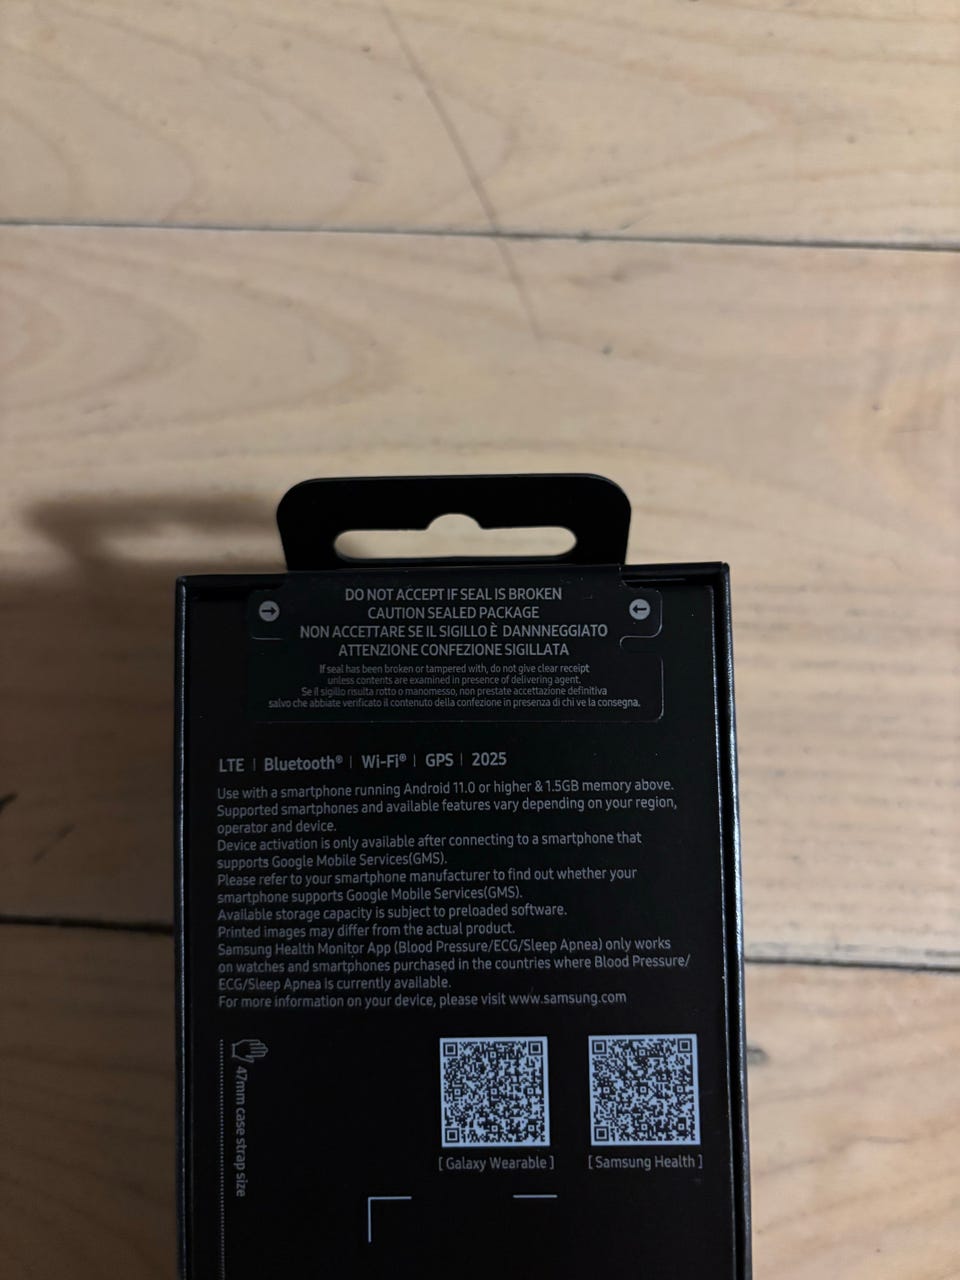 DO NOT ACCEPT IF SEAL IS BROKEN
CAUTION SEALED PACKAGE
NON ACCETTARE SE IL SIGILLO È DANNNEGGIATO
ATTENZIONE CONFEZIONE SIGILLATA
If seal has been broken or tampered with, do not give clear receipt
unless contents are examined in presence of delivering agent.
Se il sigillo risulta rotto o manomesso, non prestate accettazione definitiva
salvo che abbiate verificato il contenuto della confezione in presenza di chi ve la consegna.
LTE | Bluetooth® | Wi-Fi® | GPS | 2025
Use with a smartphone running Android 11.0 or higher & 1.5GB memory above.
Supported smartphones and available features vary depending on your region,
operator and device.
Device activation is only available after connecting to a smartphone that
supports Google Mobile Services(GMS).
Please refer to your smartphone manufacturer to find out whether your
smartphone supports Google Mobile Services(GMS).
Available storage capacity is subject to preloaded software.
Printed images may differ from the actual product.
Samsung Health Monitor App (Blood Pressure/ECG/Sleep Apnea) only works
on watches and smartphones purchased in the countries where Blood Pressure/
ECG/Sleep Apnea is currently available.
For more information on your device, please visit www.samsung.com
47mm case strap size
[ Galaxy Wearable ] [ Samsung Health ]